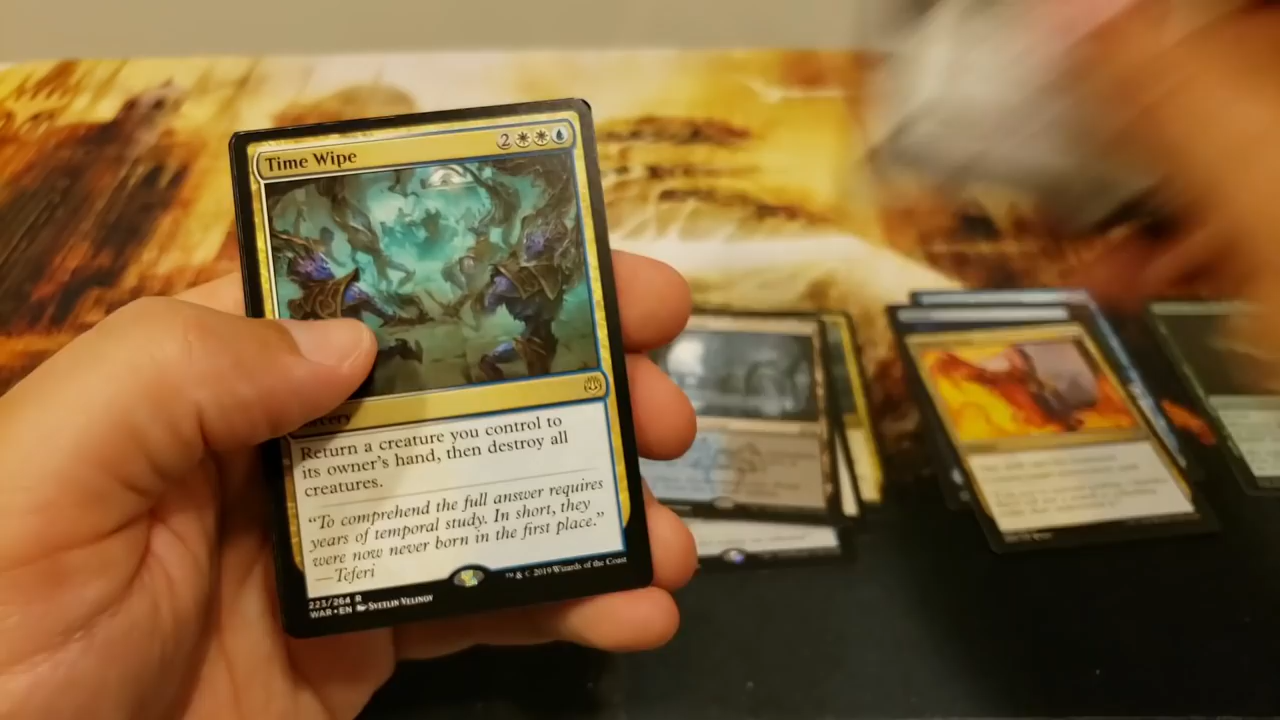 Time Wipe
2
Return a creature you control to
its owner's hand, then destroy all
creatures.
"To comprehend the full answer requires
years of temporal study. In short, they
were now never born in the first place."
—Teferi
223/264 R
WAR • EN Svetlin Velinov
™ & © 2019 Wizards of the Coast